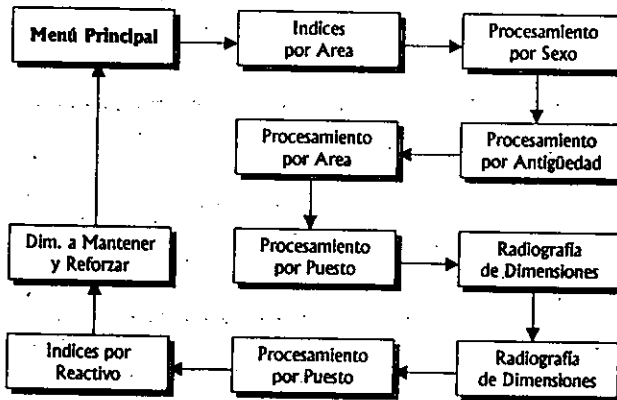 Menú Principal
Indices
por Area
Procesamiento
por Sexo
Procesamiento
por Area
Procesamiento
por Antigüedad
Dim. a Mantener
y Reforzar
Procesamiento
por Puesto
Radiografía
de Dimensiones
Indices por
Reactivo
Procesamiento
por Puesto
Radiografía
de Dimensiones